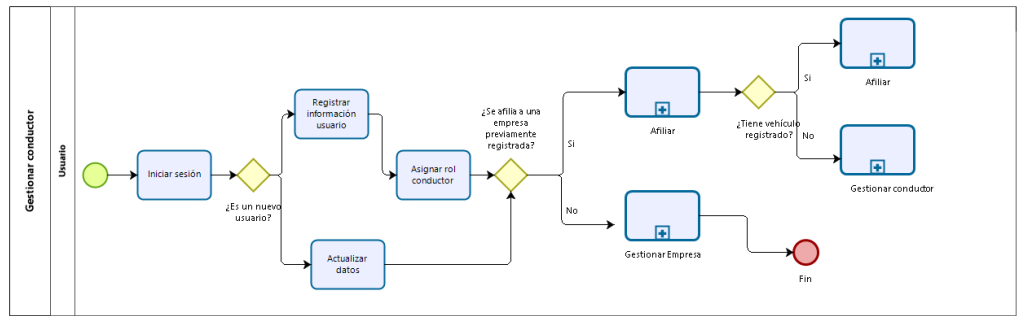 Gestionar conductor
Usuario
Iniciar sesión
¿Es un nuevo
usuario?
Registrar
información
usuario
Asignar rol
conductor
Actualizar
datos
¿Se afilia a una
empresa
previamente
registrada?
Si
No
Afiliar
Gestionar Empresa
¿Tiene vehículo
registrado?
Si
No
Afiliar
Gestionar conductor
Fin